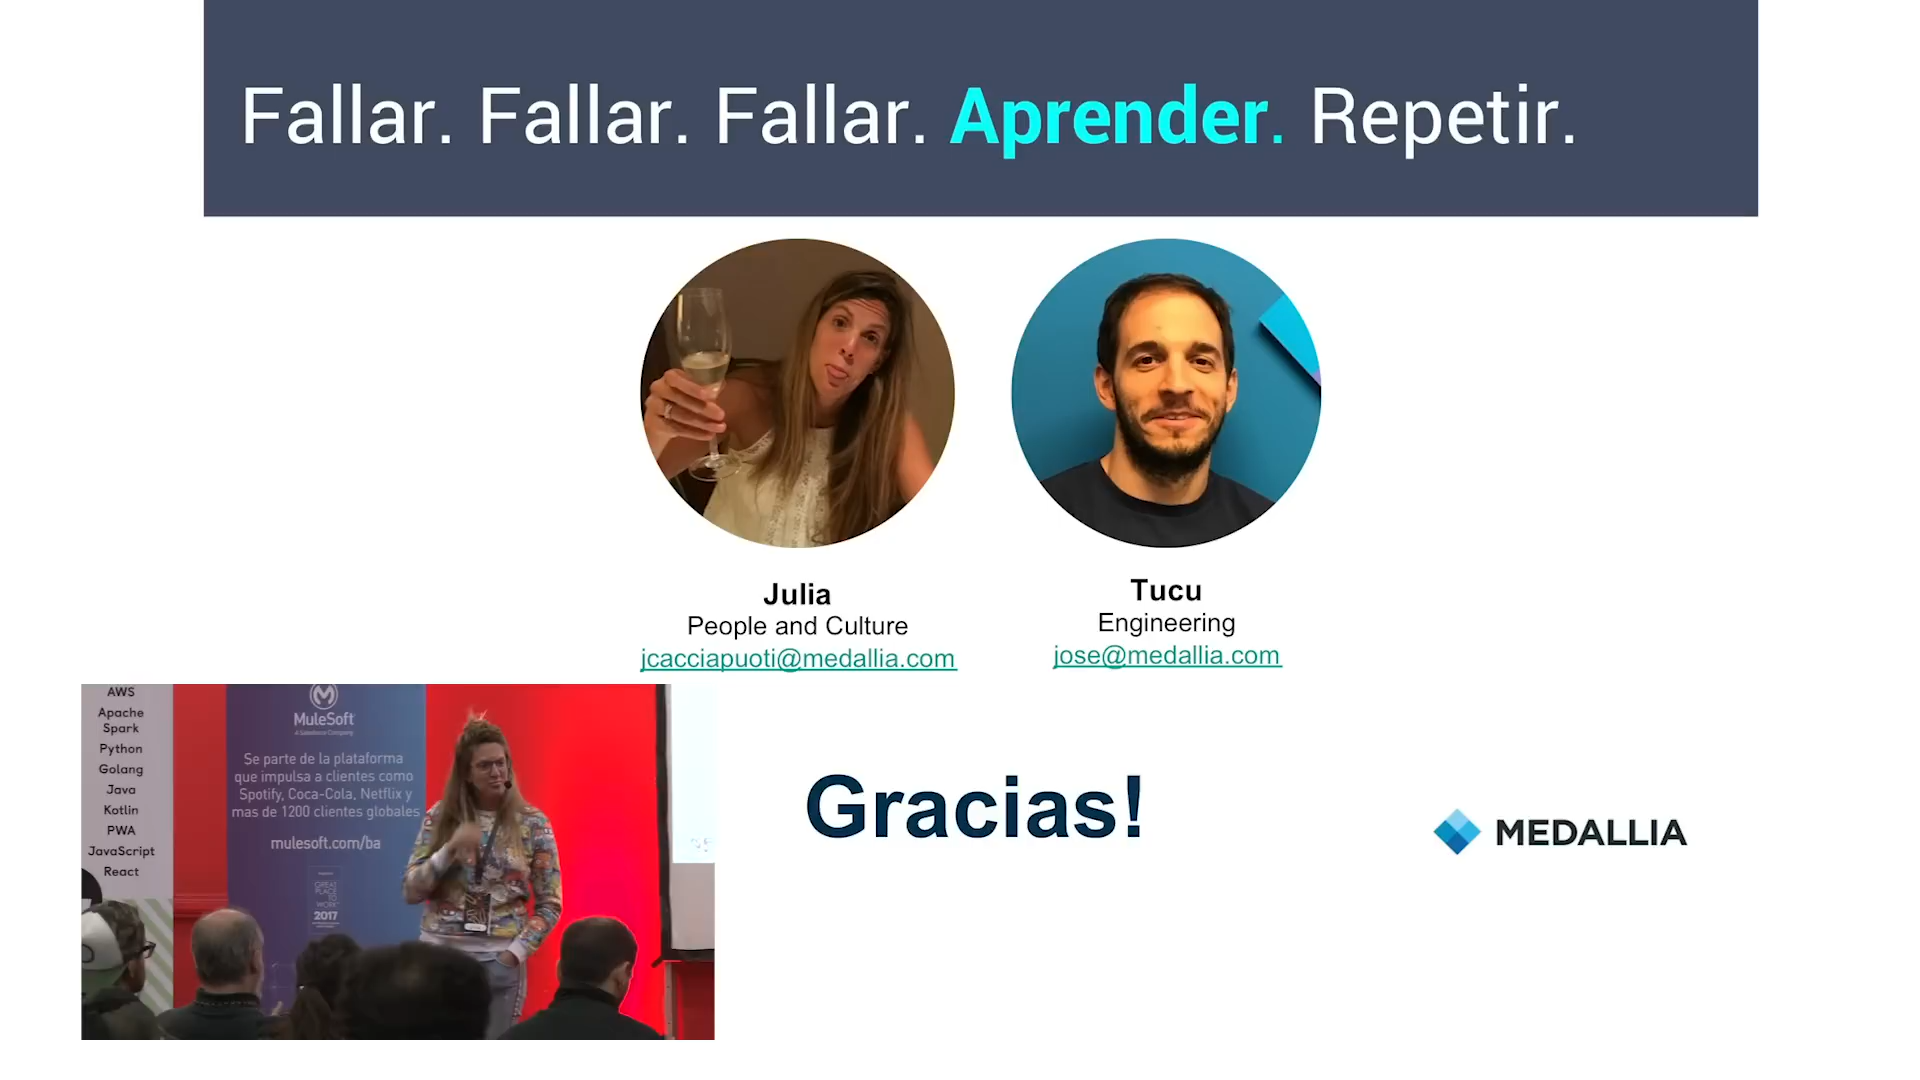 Fallar. Fallar. Fallar. Aprender. Repetir.
Julia
People and Culture
jcacciapuoti@medallia.com
Tucu
Engineering
jose@medallia.com
AWS
Apache
Spark
Python
Golang
Java
Kotlin
PWA
JavaScript
React
MuleSoft
A Salesforce Company
Se parte de la plataforma
que impulsa a clientes como
Spotify, Coca-Cola, Netflix y
mas de 1200 clientes globales
mulesoft.com/ba
GREAT
PLACE
TO
WORK
2017
Gracias!
MEDALLIA